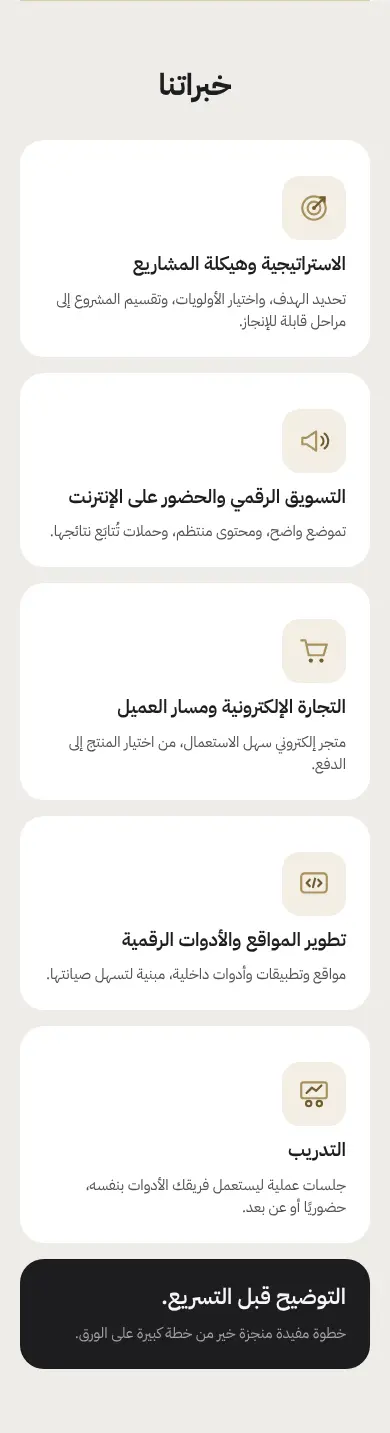 خبراتنا
الاستراتيجية وهيكلة المشاريع
تحديد الهدف، واختيار الأولويات، وتقسيم المشروع إلى
مراحل قابلة للإنجاز.
التسويق الرقمي والحضور على الإنترنت
تموضع واضح، ومحتوى منتظم، وحملات تُتابَع نتائجها.
التجارة الإلكترونية ومسار العميل
متجر إلكتروني سهل الاستعمال، من اختيار المنتج إلى
الدفع.
تطوير المواقع والأدوات الرقمية
مواقع وتطبيقات وأدوات داخلية، مبنية لتسهل صيانتها.
التدريب
جلسات عملية ليستعمل فريقك الأدوات بنفسه،
حضوريًا أو عن بعد.
التوضيح قبل التسريع.
خطوة مفيدة منجزة خير من خطة كبيرة على الورق.